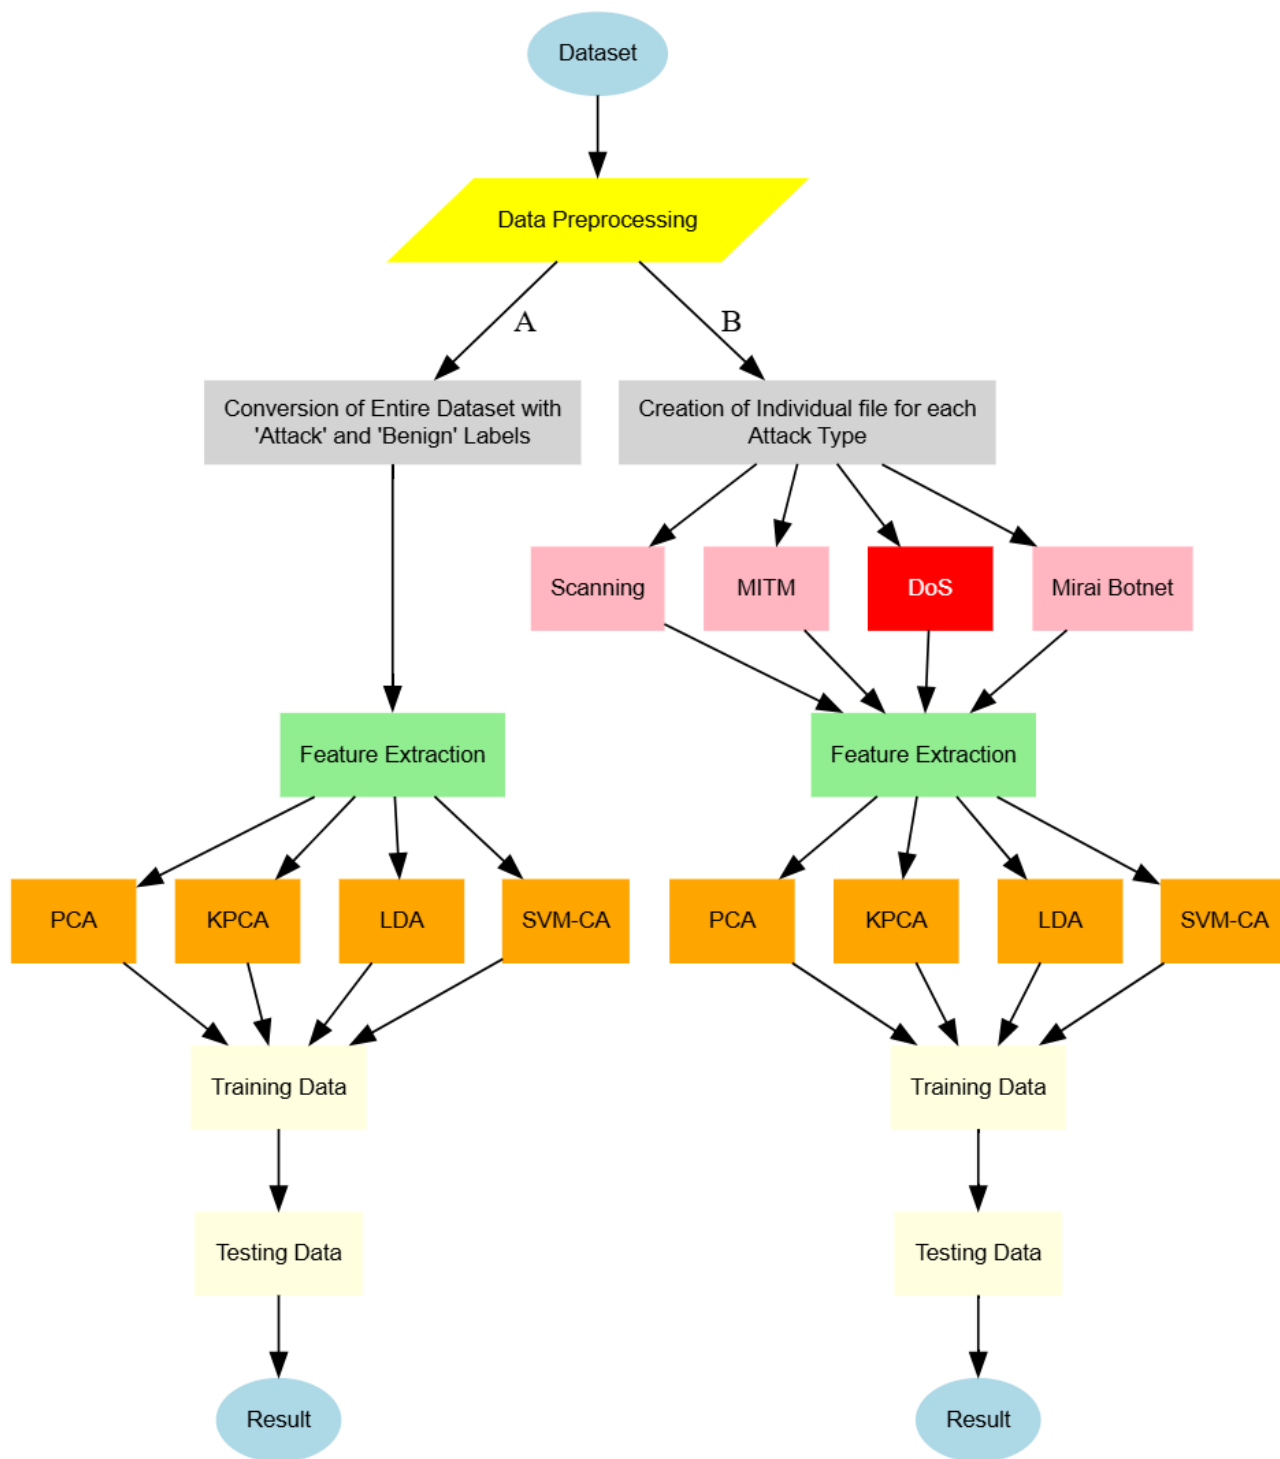 Dataset
Data Preprocessing
A
B
Conversion of Entire Dataset with
'Attack' and 'Benign' Labels
Creation of Individual file for each
Attack Type
Scanning
MITM
DoS
Mirai Botnet
Feature Extraction
Feature Extraction
PCA
KPCA
LDA
SVM-CA
PCA
KPCA
LDA
SVM-CA
Training Data
Training Data
Testing Data
Testing Data
Result
Result